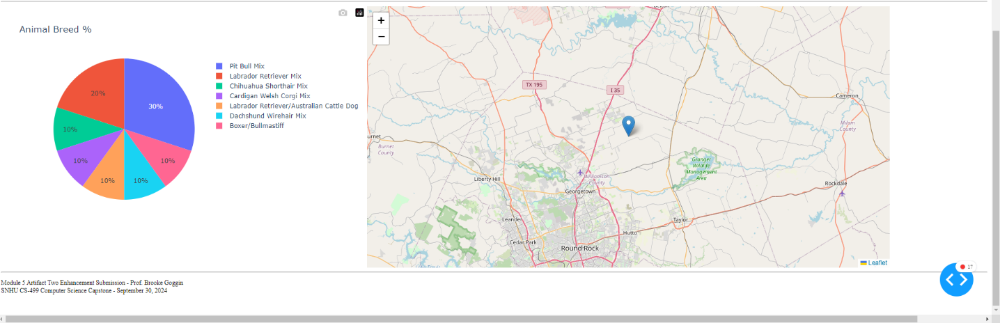 Animal Breed %
20%
30%
10%
10%
10%
10%
10%
Pit Bull Mix
Labrador Retriever Mix
Chihuahua Shorthair Mix
Cardigan Welsh Corgi Mix
Labrador Retriever/Australian Cattle Dog
Dachshund Wirehair Mix
Boxer/Bullmastiff
+
−
TX 195
I 35
Cameron
Milam
County
urnet
Burnet
County
Granger
Wildlife
Management
Area
Liberty Hill
Williamson
County
Georgetown
Rockdale
Leander
Taylor
Hutto
Cedar Park
Round Rock
Leaflet
17
Module 5 Artifact Two Enhancement Submission - Prof. Brooke Goggin
SNHU CS-499 Computer Science Capstone - September 30, 2024